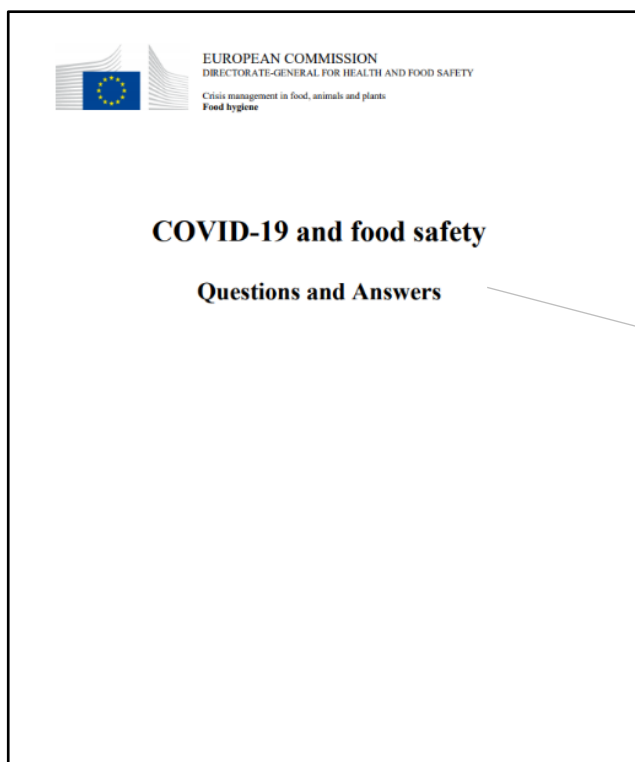 EUROPEAN COMMISSION
DIRECTORATE-GENERAL FOR HEALTH AND FOOD SAFETY
Crisis management in food, animals and plants
Food hygiene
COVID-19 and food safety
Questions and Answers